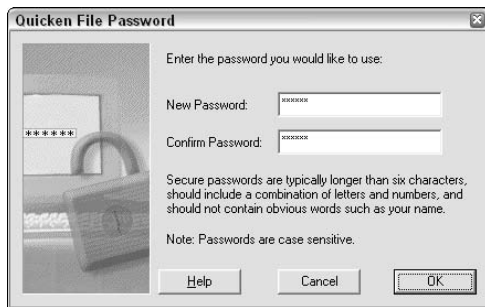 Quicken File Password
Enter the password you would like to use:
******
New Password: ******
Confirm Password: ******
Secure passwords are typically longer than six characters,
should include a combination of letters and numbers, and
should not contain obvious words such as your name.
Note: Passwords are case sensitive.
Help Cancel OK